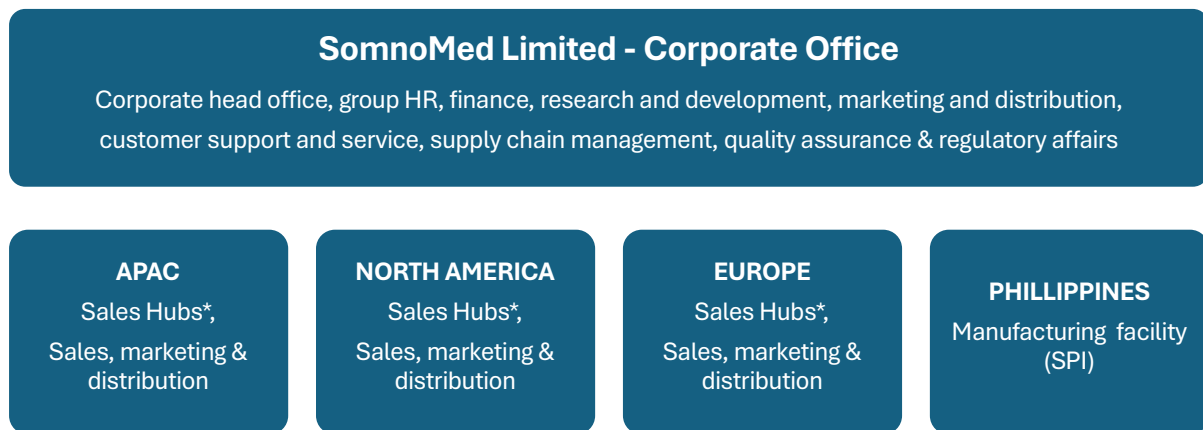 SomnoMed Limited - Corporate Office
Corporate head office, group HR, finance, research and development, marketing and distribution,
customer support and service, supply chain management, quality assurance & regulatory affairs
APAC
Sales Hubs*,
Sales, marketing &
distribution
NORTH AMERICA
Sales Hubs*,
Sales, marketing &
distribution
EUROPE
Sales Hubs*,
Sales, marketing &
distribution
PHILLIPPINES
Manufacturing facility
(SPI)